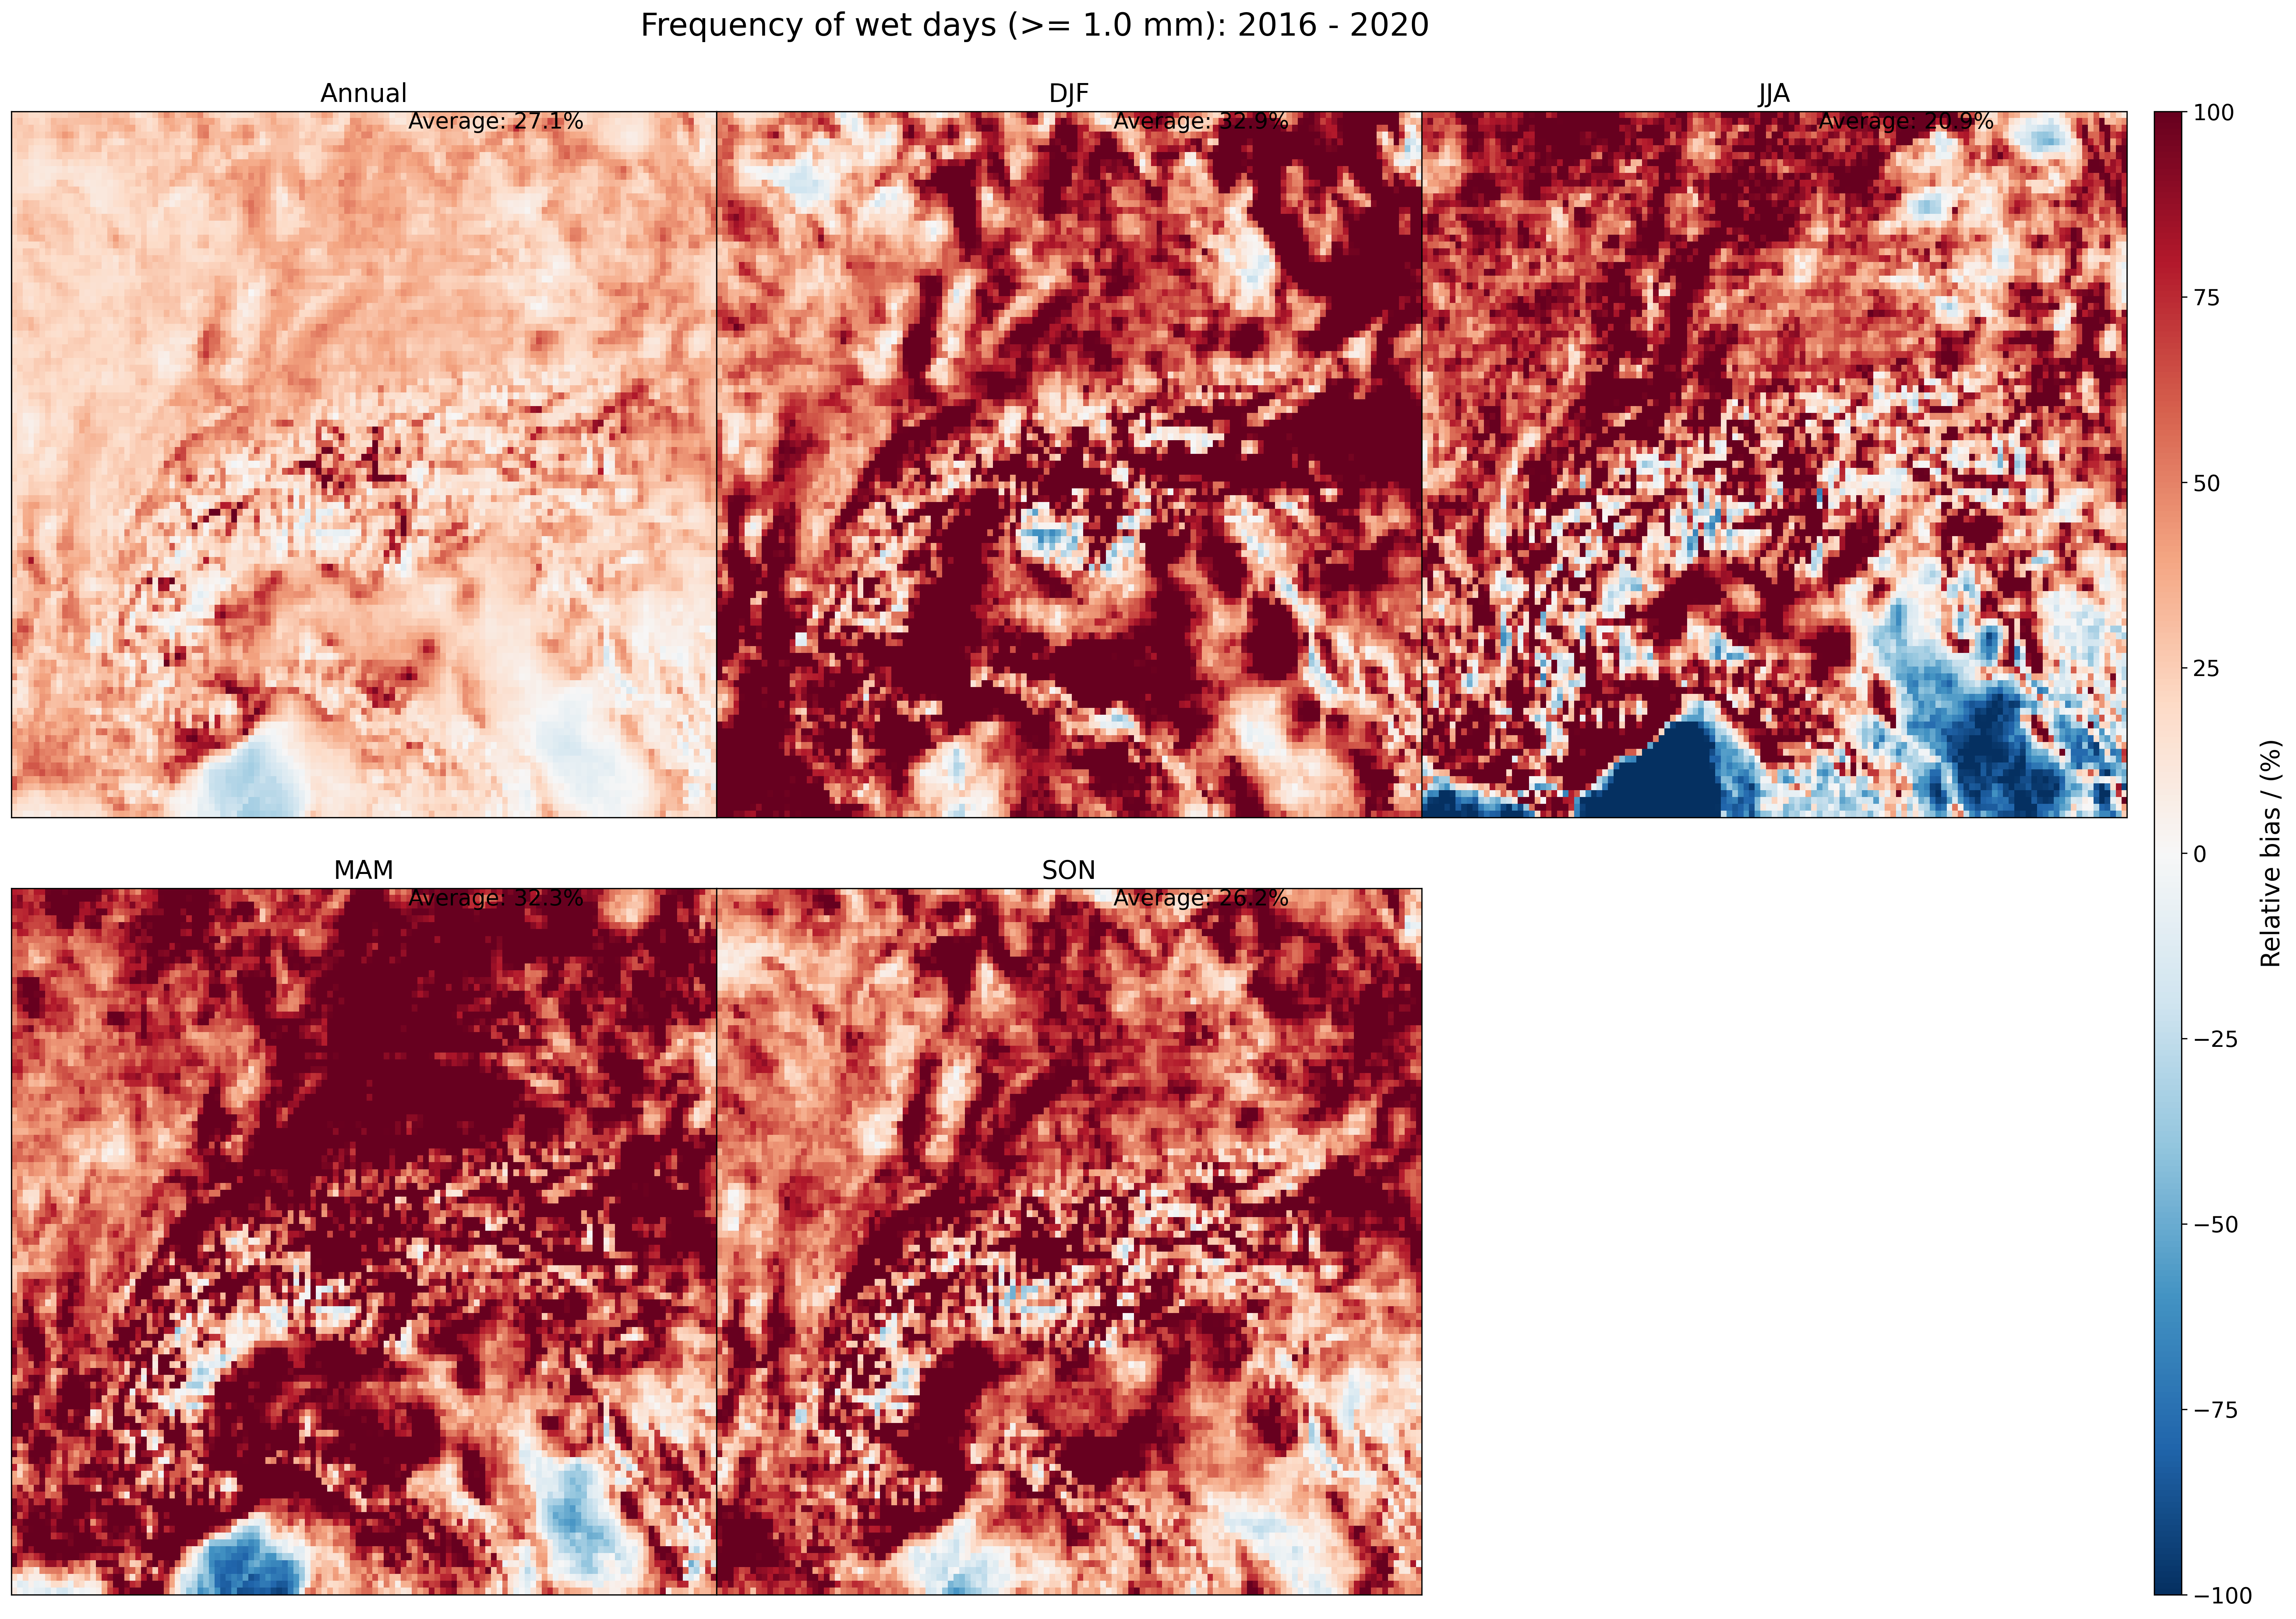 Frequency of wet days (>= 1.0 mm): 2016 - 2020
Annual
Average: 27.1%
DJF
Average: 32.9%
JJA
Average: 20.9%
MAM
Average: 32.3%
SON
Average: 26.2%
100
75
50
25
0
−25
−50
−75
−100
Relative bias / (%)